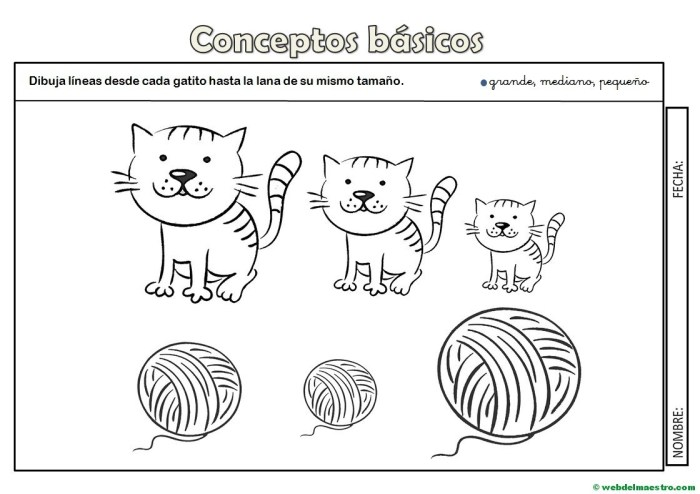 Conceptos básicos
Dibuja líneas desde cada gatito hasta la lana de su mismo tamaño.
grande, mediano, pequeño
FECHA:
NOMBRE:
© webdelmaestro.com